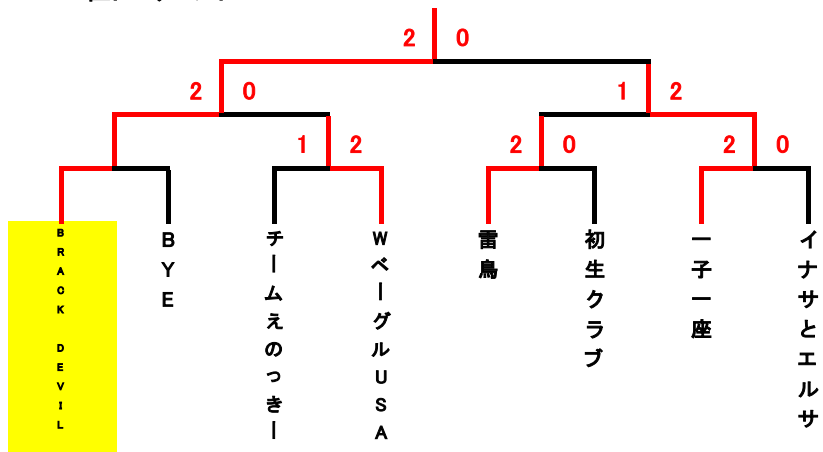 2 0
2 0
1 2
1 2
2 0
2 0
BRACK DEVIL
BYE
チームえのっきー
WベーグルUSA
雷鳥
初生クラブ
一子一座
イナサとエルサ